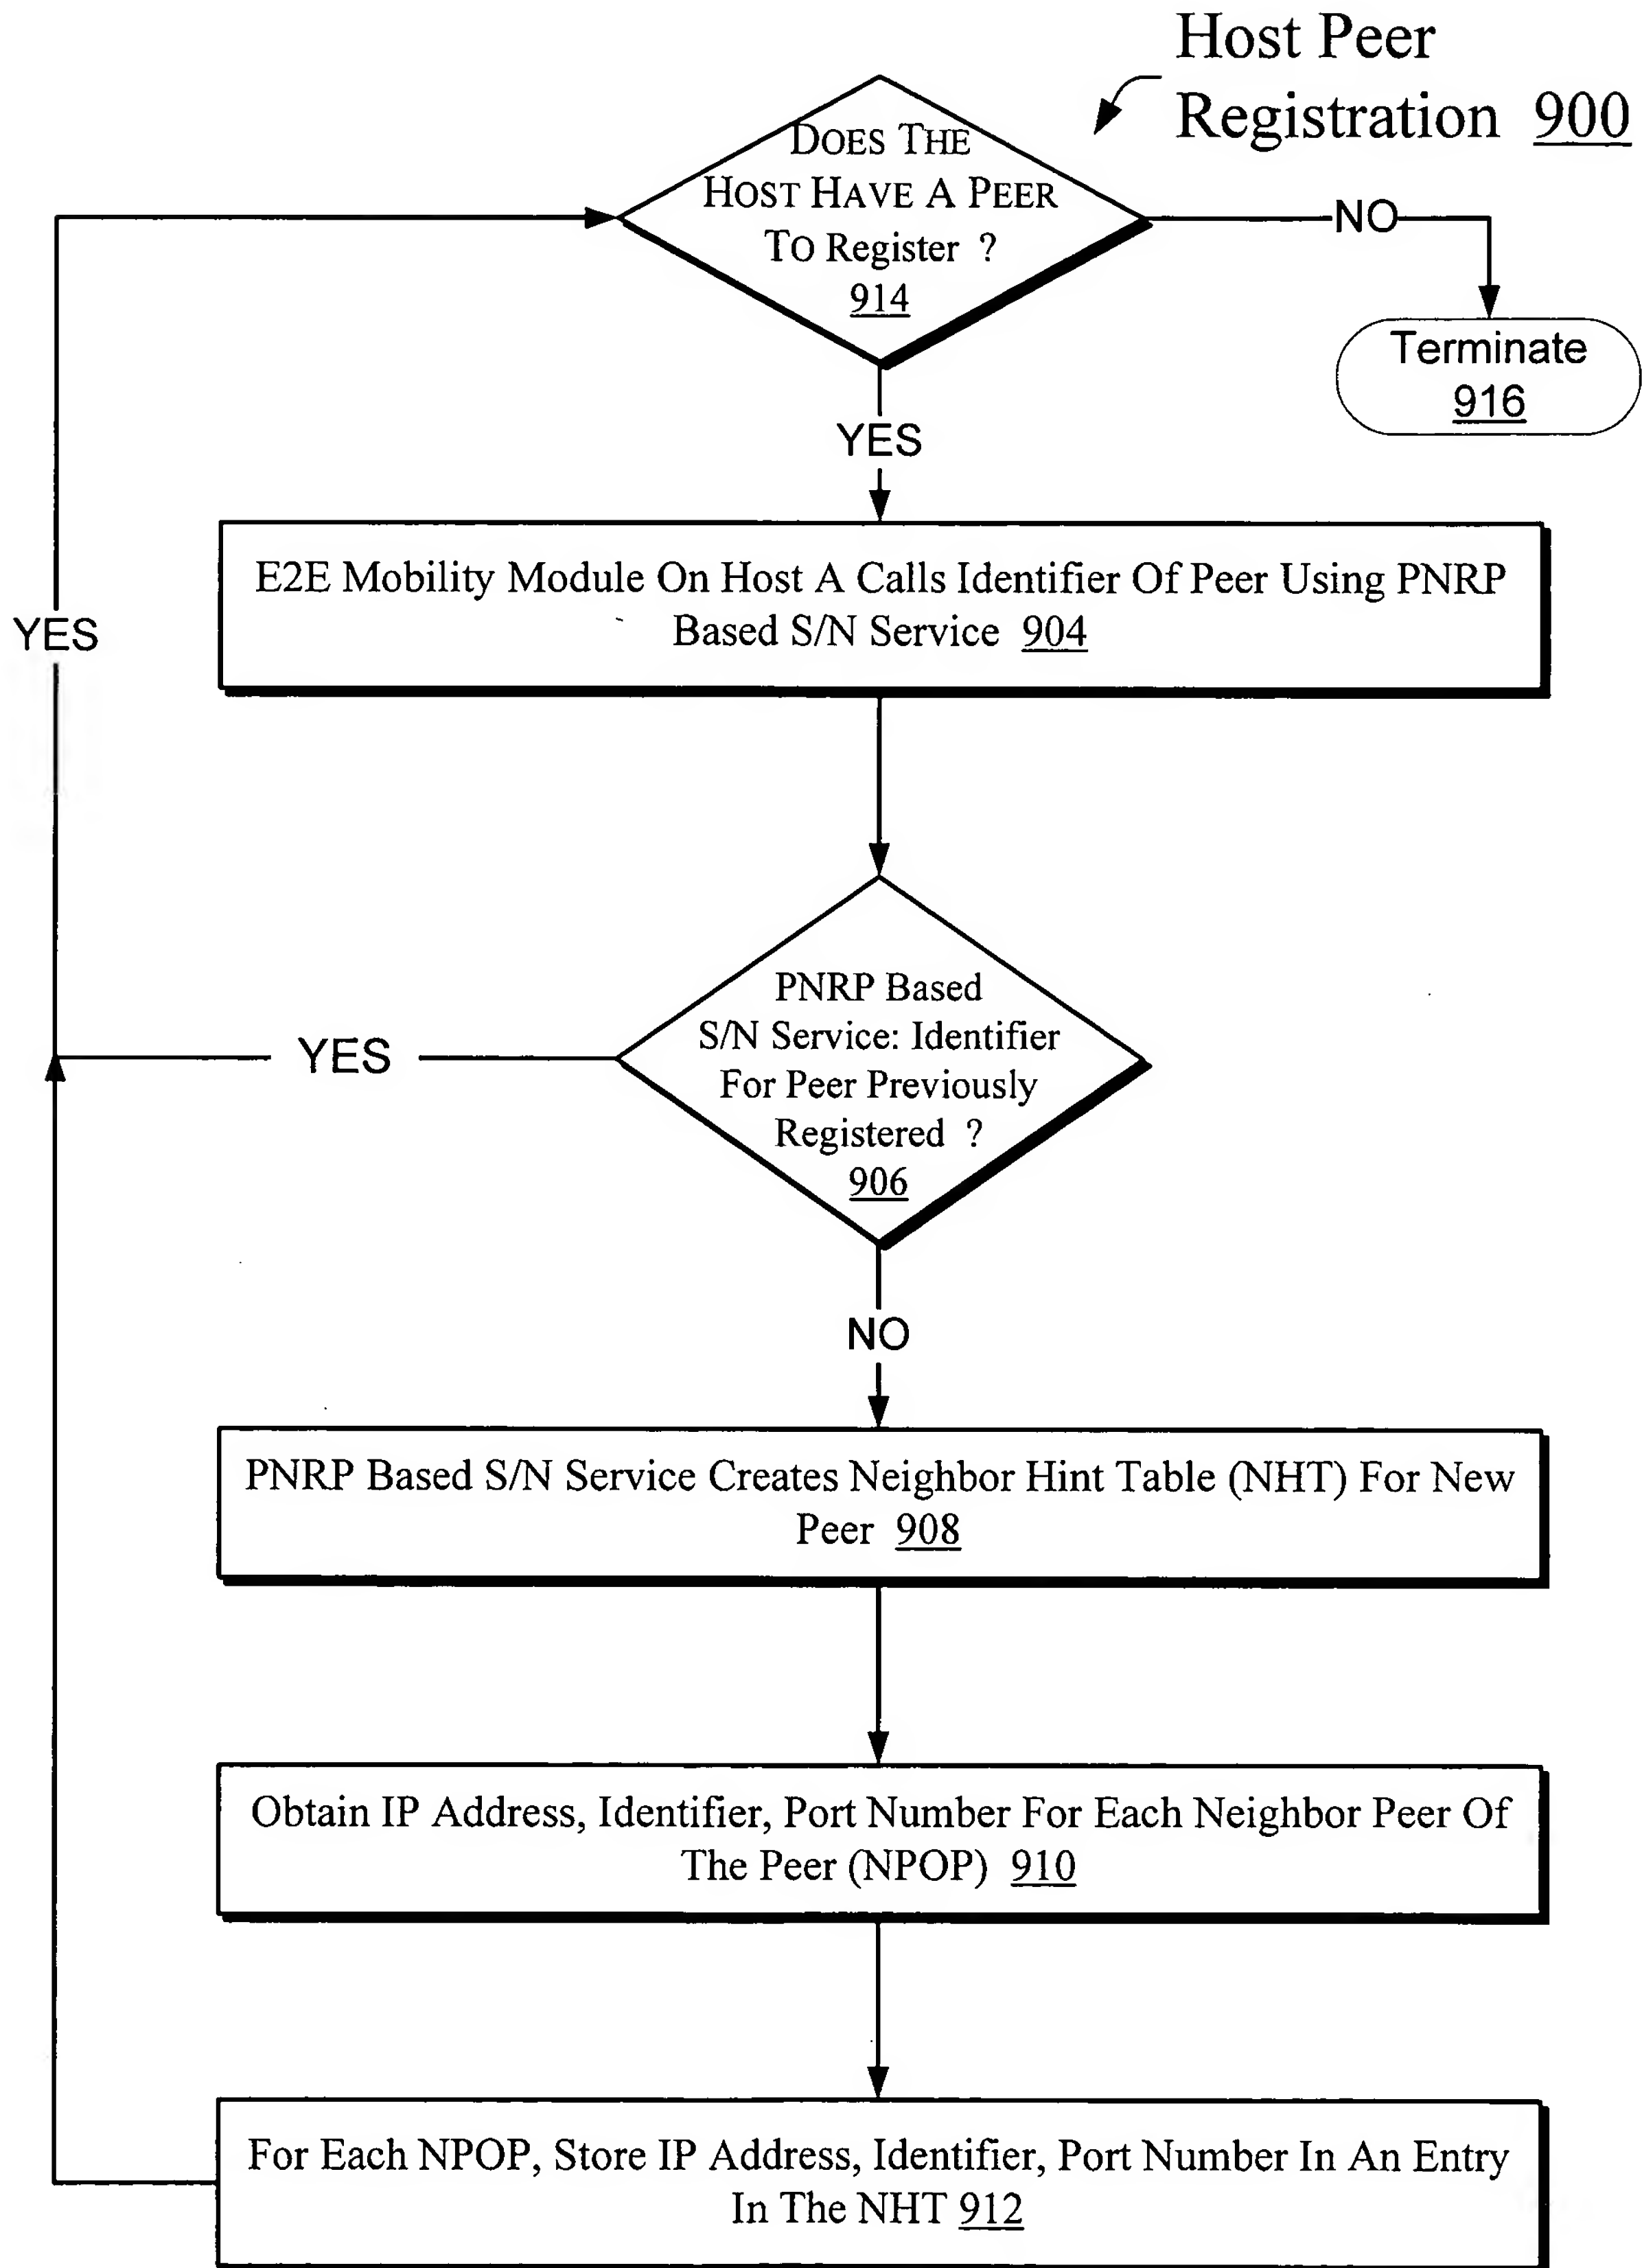 Host Peer
Registration 900
DOES THE
HOST HAVE A PEER
TO Register ?
914
NO
Terminate
916
YES
E2E Mobility Module On Host A Calls Identifier Of Peer Using PNRP
Based S/N Service 904
YES
PNRP Based
S/N Service: Identifier
For Peer Previously
Registered ?
906
YES
NO
PNRP Based S/N Service Creates Neighbor Hint Table (NHT) For New
Peer 908
Obtain IP Address, Identifier, Port Number For Each Neighbor Peer Of
The Peer (NPOP) 910
For Each NPOP, Store IP Address, Identifier, Port Number In An Entry
In The NHT 912